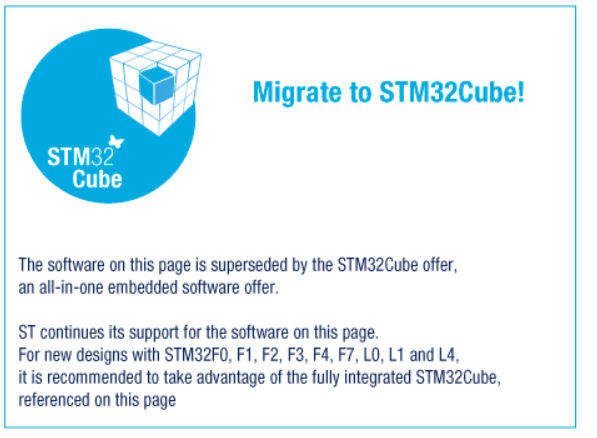 Migrate to STM32Cube!
STM32
Cube
The software on this page is superseded by the STM32Cube offer,
an all-in-one embedded software offer.
ST continues its support for the software on this page.
For new designs with STM32F0, F1, F2, F3, F4, F7, L0, L1 and L4,
it is recommended to take advantage of the fully integrated STM32Cube,
referenced on this page